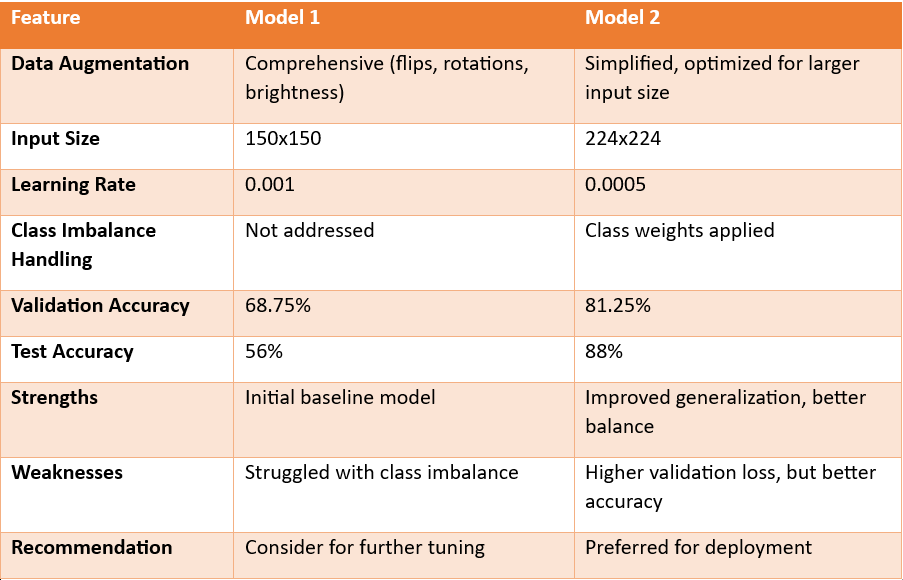 Feature Model 1 Model 2
Data Augmentation Comprehensive (flips, rotations, Simplified, optimized for larger
brightness) input size
Input Size 150x150 224x224
Learning Rate 0.001 0.0005
Class Imbalance Not addressed Class weights applied
Handling
Validation Accuracy 68.75% 81.25%
Test Accuracy 56% 88%
Strengths Initial baseline model Improved generalization, better
balance
Weaknesses Struggled with class imbalance Higher validation loss, but better
accuracy
Recommendation Consider for further tuning Preferred for deployment